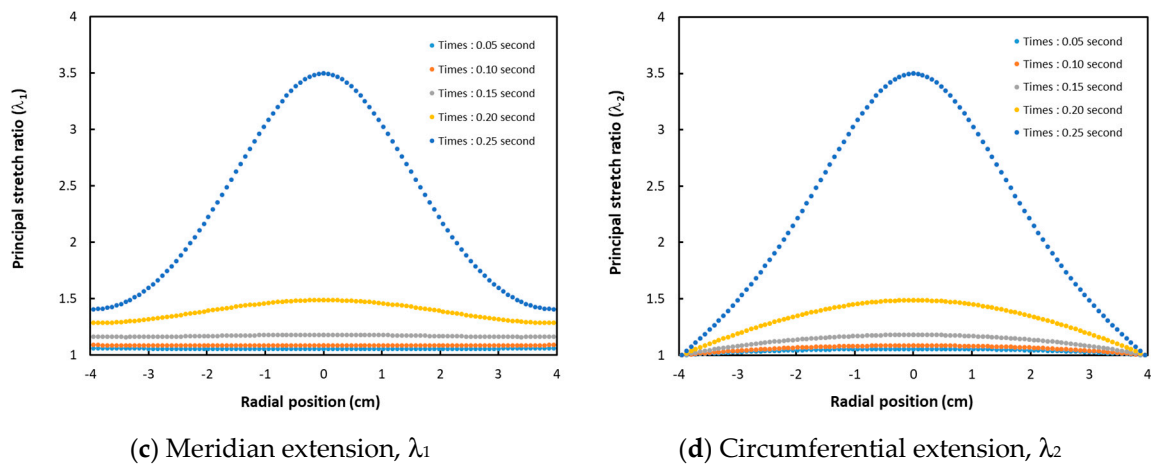 4
3.5
3
2.5
2
1.5
1
Principal stretch ratio (λ1)
Times : 0.05 second
Times : 0.10 second
Times : 0.15 second
Times : 0.20 second
Times : 0.25 second
-4 -3 -2 -1 0 1 2 3 4
Radial position (cm)
(c) Meridian extension, λ1
4
3.5
3
2.5
2
1.5
1
Principal stretch ratio (λ2)
Times : 0.05 second
Times : 0.10 second
Times : 0.15 second
Times : 0.20 second
Times : 0.25 second
-4 -3 -2 -1 0 1 2 3 4
Radial position (cm)
(d) Circumferential extension, λ2